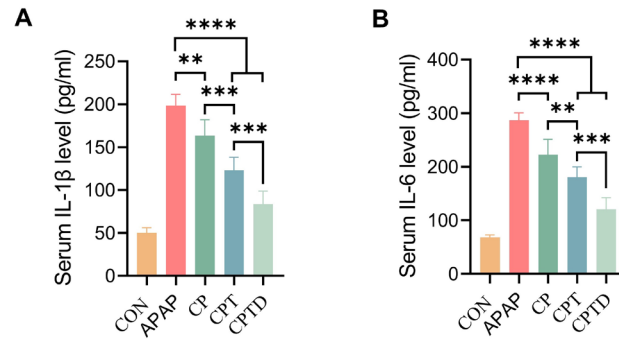 A
Serum IL-1β level (pg/ml)
250
200
150
100
50
0
****
**
***
***
CON
APAP
CP
CPT
CPTD
B
Serum IL-6 level (pg/ml)
400
300
200
100
0
****
****
**
***
CON
APAP
CP
CPT
CPTD